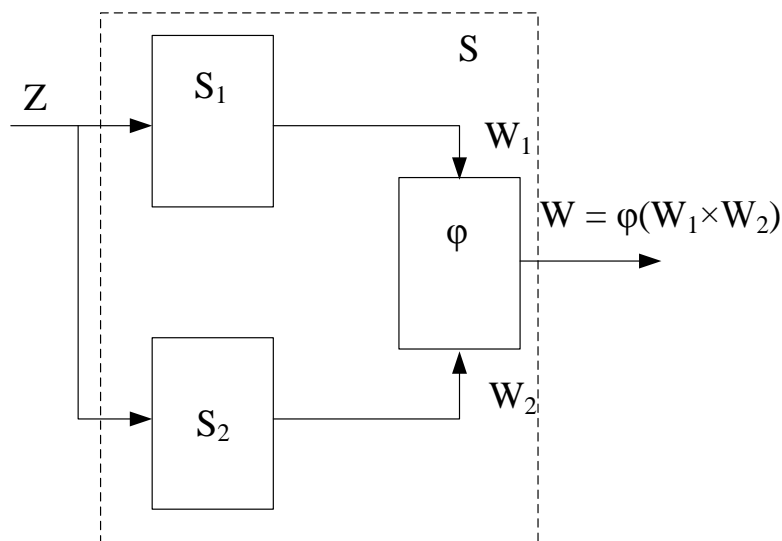 S
S₁
Z
W₁
W = φ(W₁×W₂)
φ
W₂
S₂